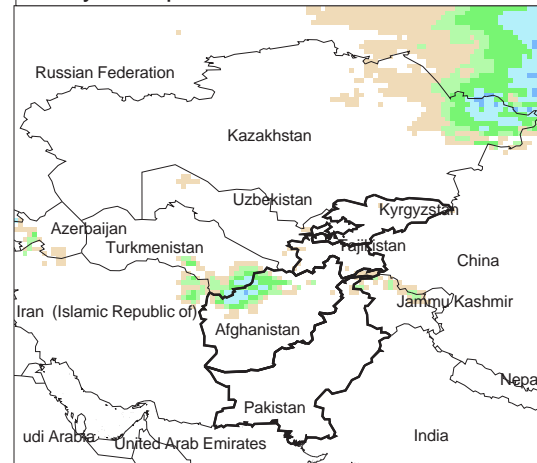 Russian Federation
Kazakhstan
Uzbekistan
Kyrgyzstan
Azerbaijan
Turkmenistan
Tajikistan
China
Jammu Kashmir
Iran (Islamic Republic of)
Afghanistan
Nepa
Pakistan
udi Arabia
United Arab Emirates
India